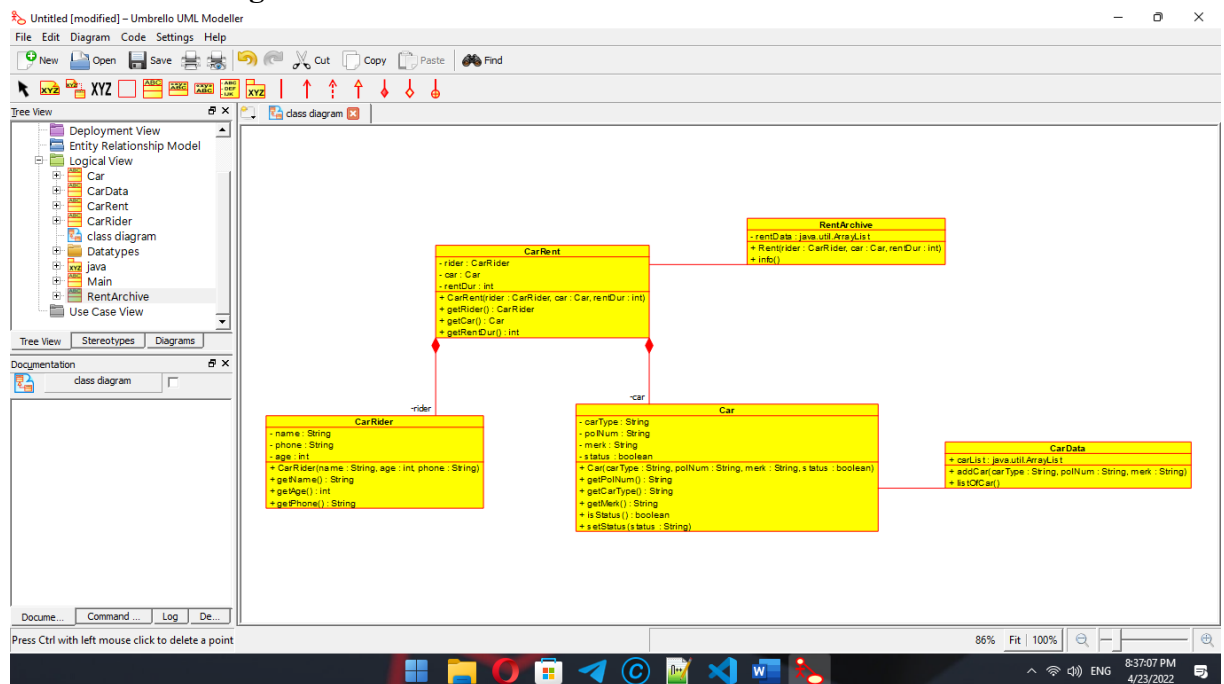 Untitled [modified] – Umbrello UML Modeller
File Edit Diagram Code Settings Help
New Open Save Cut Copy Paste Find
XYZ
Tree View
class diagram
Deployment View
Entity Relationship Model
Logical View
Car
CarData
CarRent
CarRider
class diagram
Datatypes
java
Main
RentArchive
Use Case View
Tree View Stereotypes Diagrams
Documentation
class diagram
Docume... Command ... Log De...
CarRent
- rider : CarRider
- car : Car
- rentDur : int
+ CarRent(rider : CarRider, car : Car, rentDur : int)
+ getRider() : CarRider
+ getCar() : Car
+ getRentDur() : int
RentArchive
- rentData : java.util.ArrayList
+ Rent(rider : CarRider, car : Car, renDur : int)
+ info()
-rider
-car
CarRider
- name : String
- phone : String
- age : int
+ CarRider(name : String, age : int, phone : String)
+ getName() : String
+ getAge() : int
+ getPhone() : String
Car
- carType : String
- polNum : String
- merk : String
- status : boolean
+ Car(carType : String, polNum : String, merk : String, status : boolean)
+ getPolNum() : String
+ getCarType() : String
+ getMerk() : String
+ isStatus() : boolean
+ setStatus(status : String)
CarData
+ carList : java.util.ArrayList
+ addCar(carType : String, polNum : String, merk : String)
+ listOfCar()
Press Ctrl with left mouse click to delete a point
86% Fit 100%
ENG
8:37:07 PM
4/23/2022